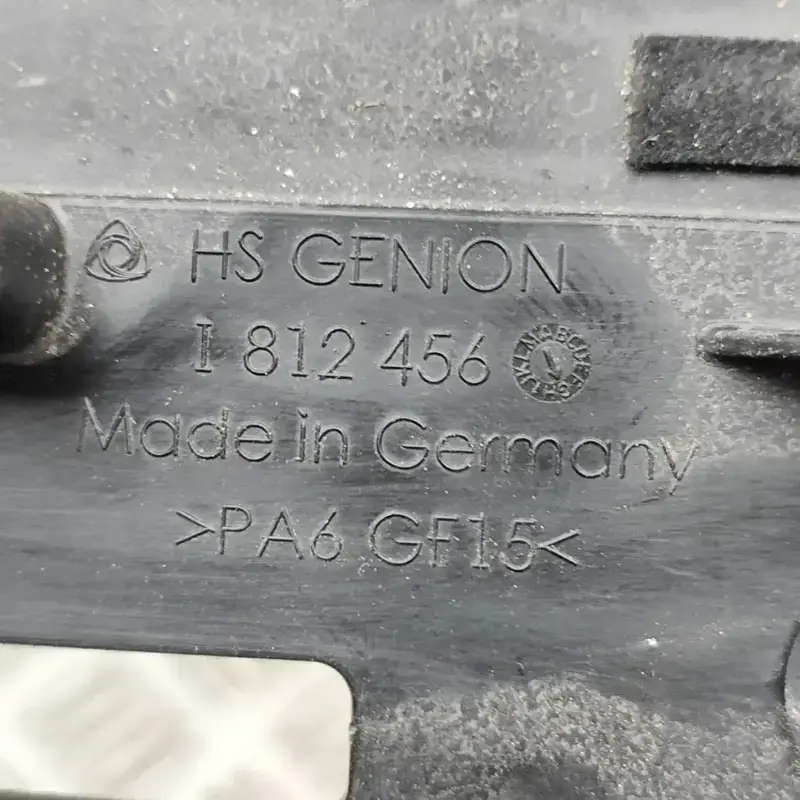 HS GENION
1 812 456
Made in Germany
>PA6 GF15<